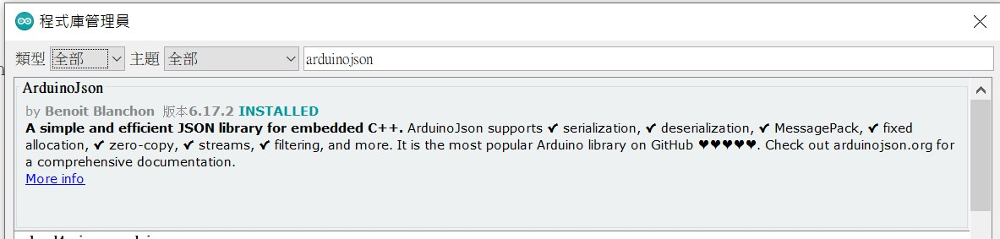 程式庫管理員
類型 全部 主題 全部 arduinojson
ArduinoJson
by Benoit Blanchon 版本6.17.2 INSTALLED
A simple and efficient JSON library for embedded C++. ArduinoJson supports ✔ serialization, ✔ deserialization, ✔ MessagePack, ✔ fixed
allocation, ✔ zero-copy, ✔ streams, ✔ filtering, and more. It is the most popular Arduino library on GitHub ♥♥♥♥♥. Check out arduinojson.org for
a comprehensive documentation.
More info